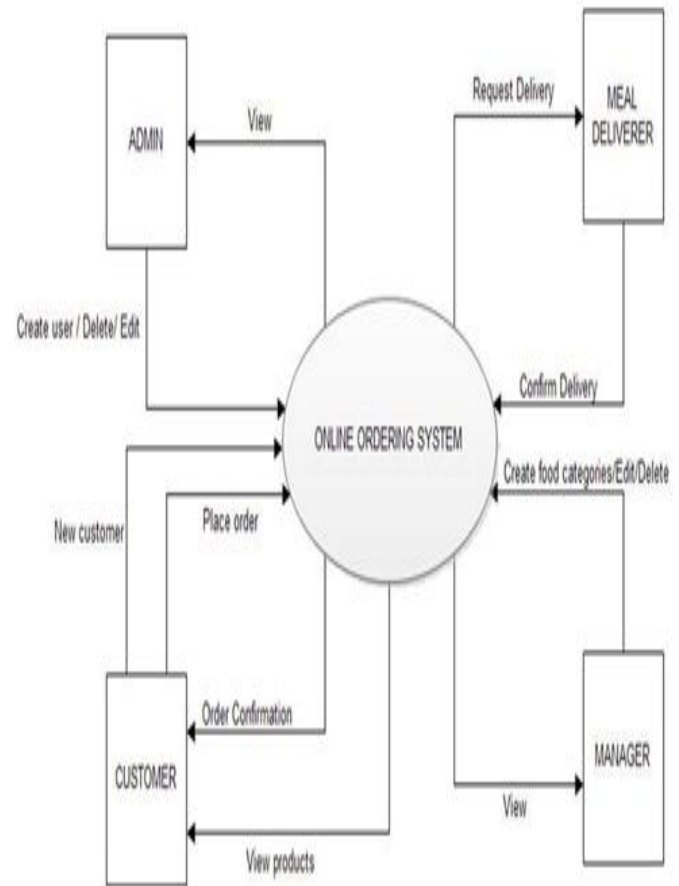 Request Delivery
MEAL
DELIVERER
View
ADMIN
Create user / Delete/ Edit
Confirm Delivery
ONLINE ORDERING SYSTEM
Create food categories/Edit/Delete
Place order
New customer
Order Confirmation
MANAGER
CUSTOMER
View
View products